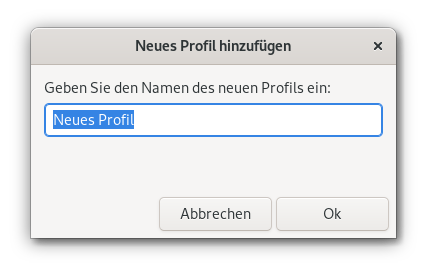 Neues Profil hinzufügen
Geben Sie den Namen des neuen Profils ein:
Neues Profil
Abbrechen
Ok